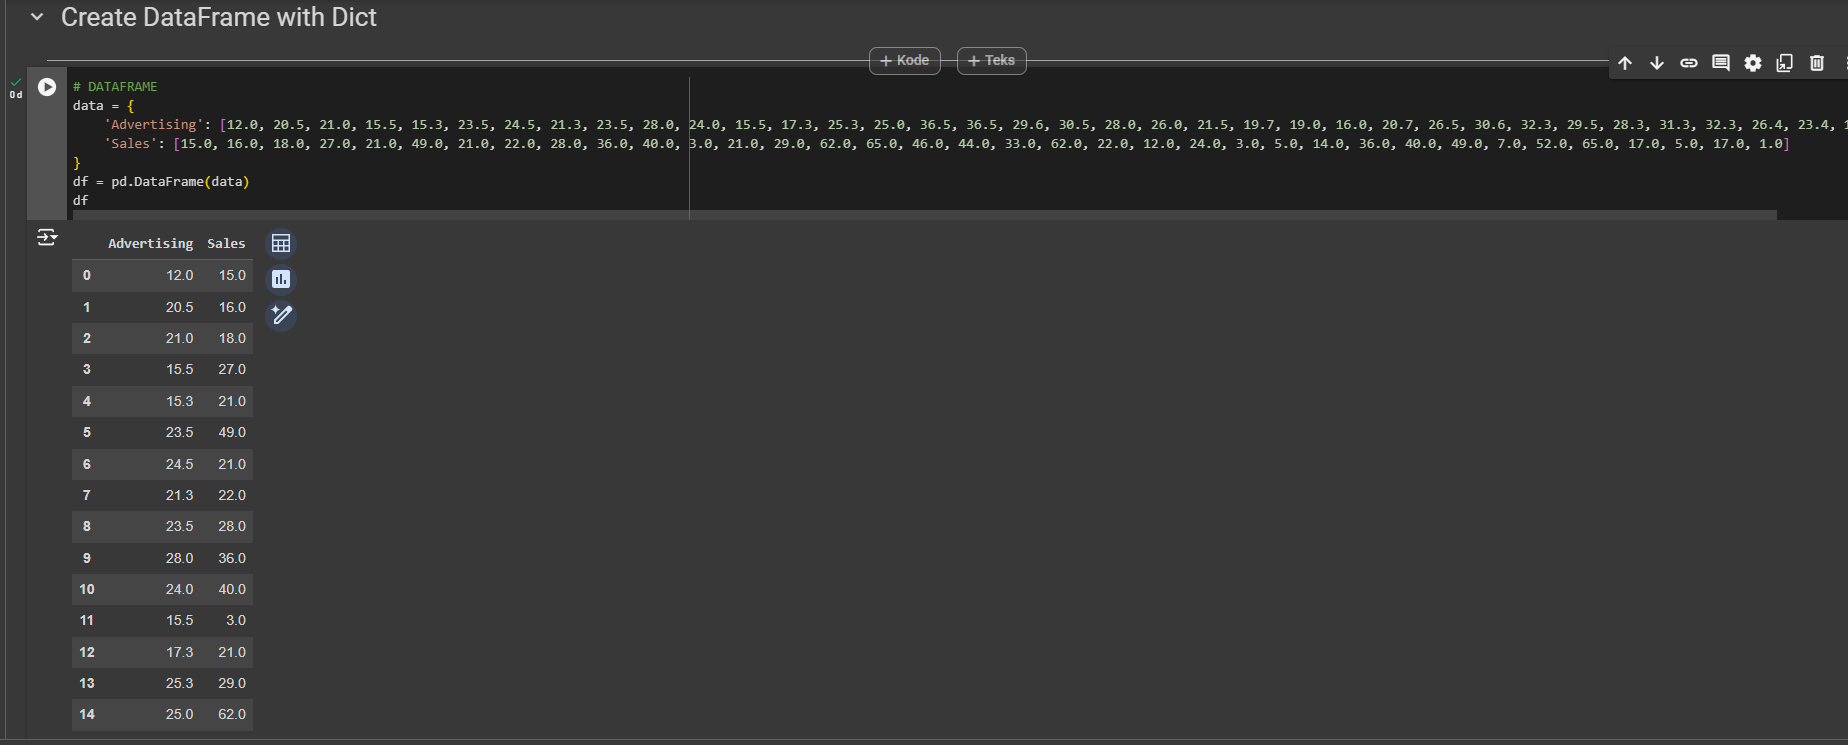 Create DataFrame with Dict
+ Kode + Teks
0d
# DATAFRAME
data = {
'Advertising': [12.0, 20.5, 21.0, 15.5, 15.3, 23.5, 24.5, 21.3, 23.5, 28.0, 24.0, 15.5, 17.3, 25.3, 25.0, 36.5, 36.5, 29.6, 30.5, 28.0, 26.0, 21.5, 19.7, 19.0, 16.0, 20.7, 26.5, 30.6, 32.3, 29.5, 28.3, 31.3, 32.3, 26.4, 23.4,
'Sales': [15.0, 16.0, 18.0, 27.0, 21.0, 49.0, 21.0, 22.0, 28.0, 36.0, 40.0, 3.0, 21.0, 29.0, 62.0, 65.0, 46.0, 44.0, 33.0, 62.0, 22.0, 12.0, 24.0, 3.0, 5.0, 14.0, 36.0, 40.0, 49.0, 7.0, 52.0, 65.0, 17.0, 5.0, 17.0, 1.0]
}
df = pd.DataFrame(data)
df
Advertising Sales
0 12.0 15.0
1 20.5 16.0
2 21.0 18.0
3 15.5 27.0
4 15.3 21.0
5 23.5 49.0
6 24.5 21.0
7 21.3 22.0
8 23.5 28.0
9 28.0 36.0
10 24.0 40.0
11 15.5 3.0
12 17.3 21.0
13 25.3 29.0
14 25.0 62.0